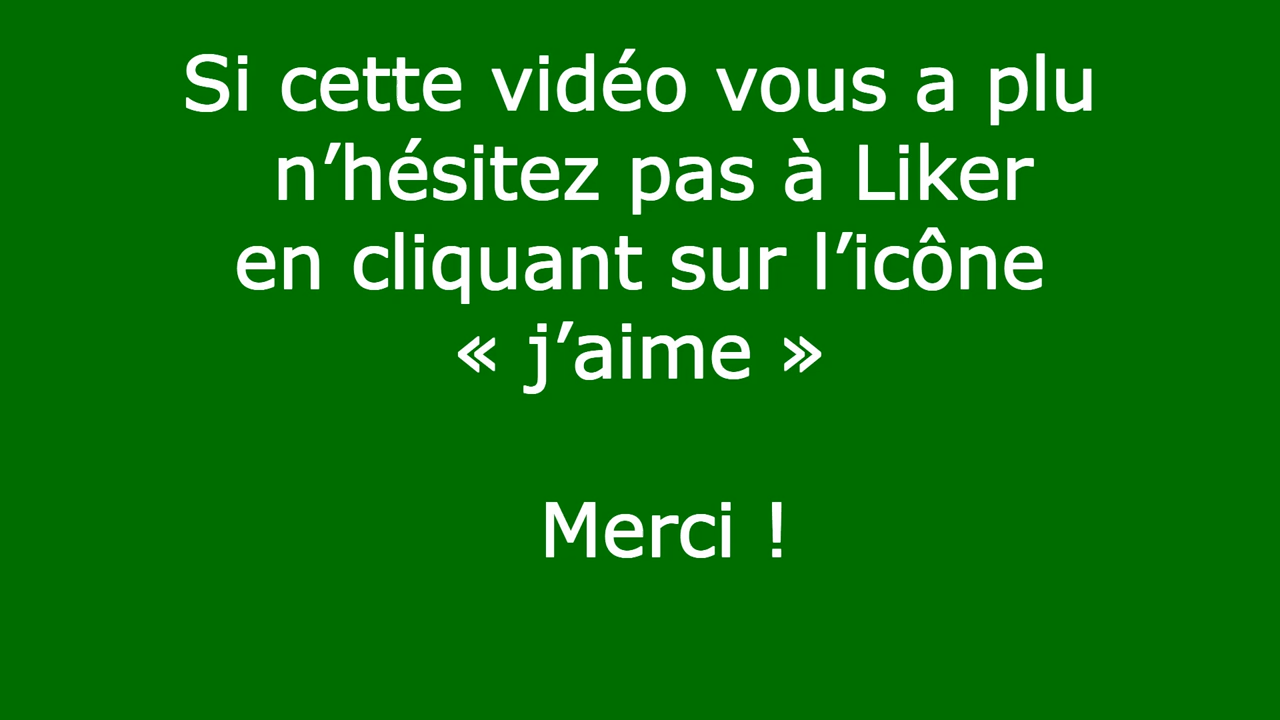 Si cette vidéo vous a plu
n’hésitez pas à Liker
en cliquant sur l’icône
« j’aime »
Merci !